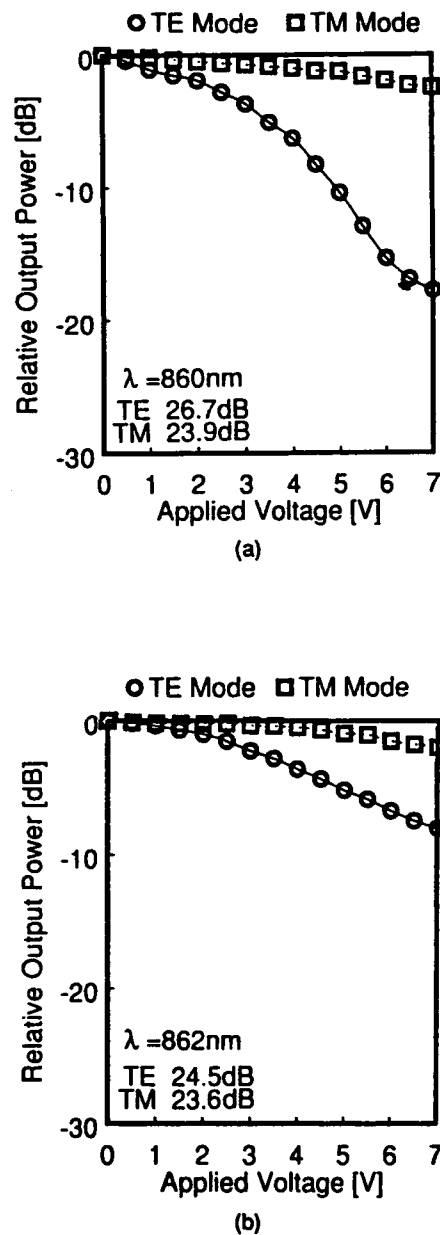 TE Mode TM Mode
0
-10
-20
-30
Relative Output Power [dB]
λ =860nm
TE 26.7dB
TM 23.9dB
0 1 2 3 4 5 6 7
Applied Voltage [V]
(a)
TE Mode TM Mode
0
-10
-20
-30
Relative Output Power [dB]
λ =862nm
TE 24.5dB
TM 23.6dB
0 1 2 3 4 5 6 7
Applied Voltage [V]
(b)